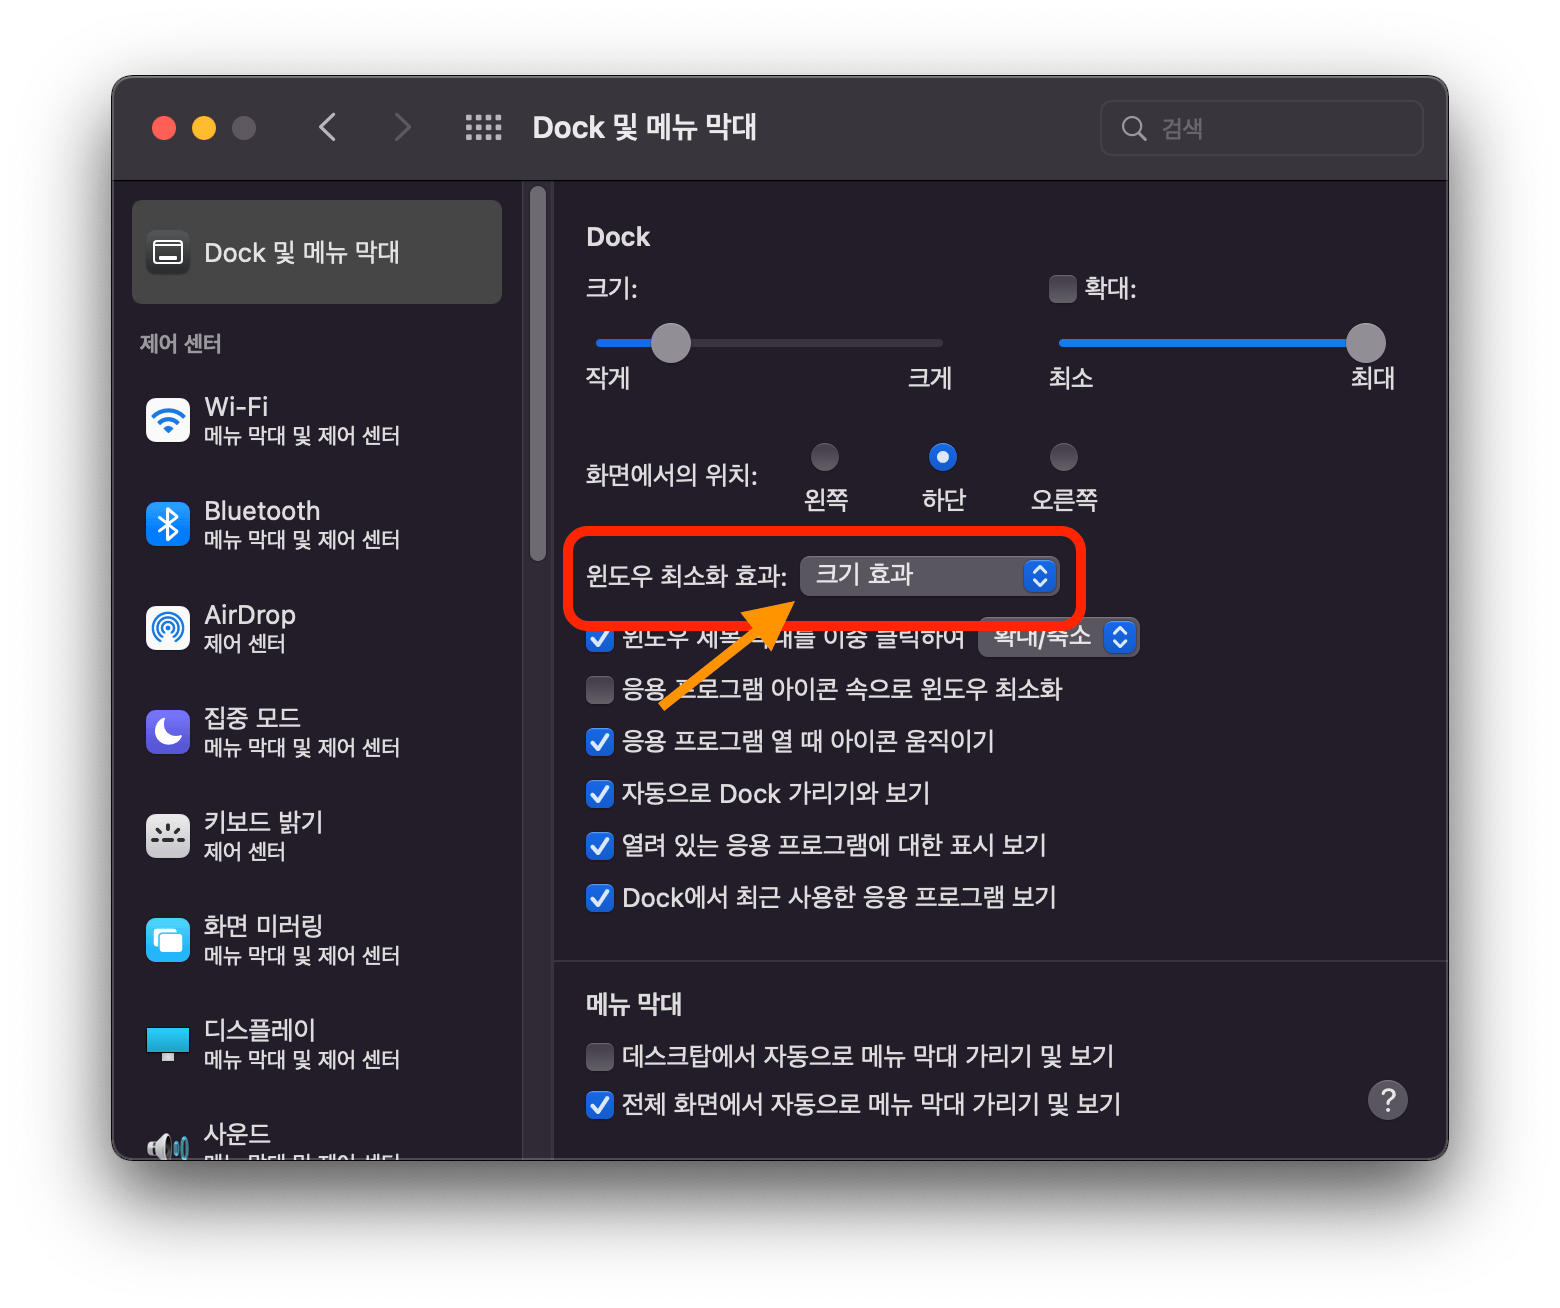 Dock 및 메뉴 막대
검색
Dock 및 메뉴 막대
제어 센터
Wi-Fi
메뉴 막대 및 제어 센터
Bluetooth
메뉴 막대 및 제어 센터
AirDrop
제어 센터
집중 모드
메뉴 막대 및 제어 센터
키보드 밝기
제어 센터
화면 미러링
메뉴 막대 및 제어 센터
디스플레이
메뉴 막대 및 제어 센터
사운드
메뉴 막대 및 제어 센터
Dock
크기:
확대:
작게 크게
최소 최대
화면에서의 위치:
왼쪽 하단 오른쪽
윈도우 최소화 효과: 크기 효과
윈도우 제목 막대를 이중 클릭하여 확대/축소
응용 프로그램 아이콘 속으로 윈도우 최소화
응용 프로그램 열 때 아이콘 움직이기
자동으로 Dock 가리기와 보기
열려 있는 응용 프로그램에 대한 표시 보기
Dock에서 최근 사용한 응용 프로그램 보기
메뉴 막대
데스크탑에서 자동으로 메뉴 막대 가리기 및 보기
전체 화면에서 자동으로 메뉴 막대 가리기 및 보기
?